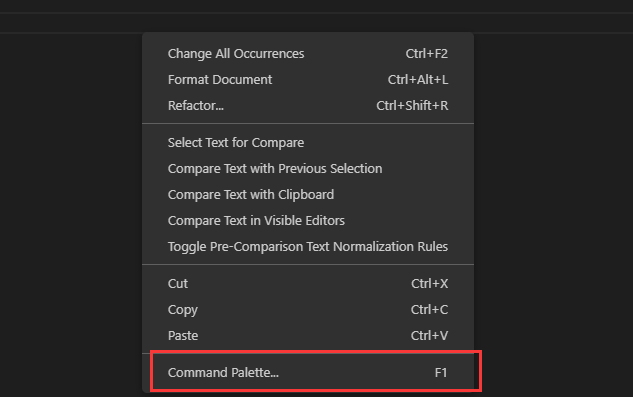 Change All Occurrences Ctrl+F2
Format Document Ctrl+Alt+L
Refactor... Ctrl+Shift+R
Select Text for Compare
Compare Text with Previous Selection
Compare Text with Clipboard
Compare Text in Visible Editors
Toggle Pre-Comparison Text Normalization Rules
Cut Ctrl+X
Copy Ctrl+C
Paste Ctrl+V
Command Palette... F1